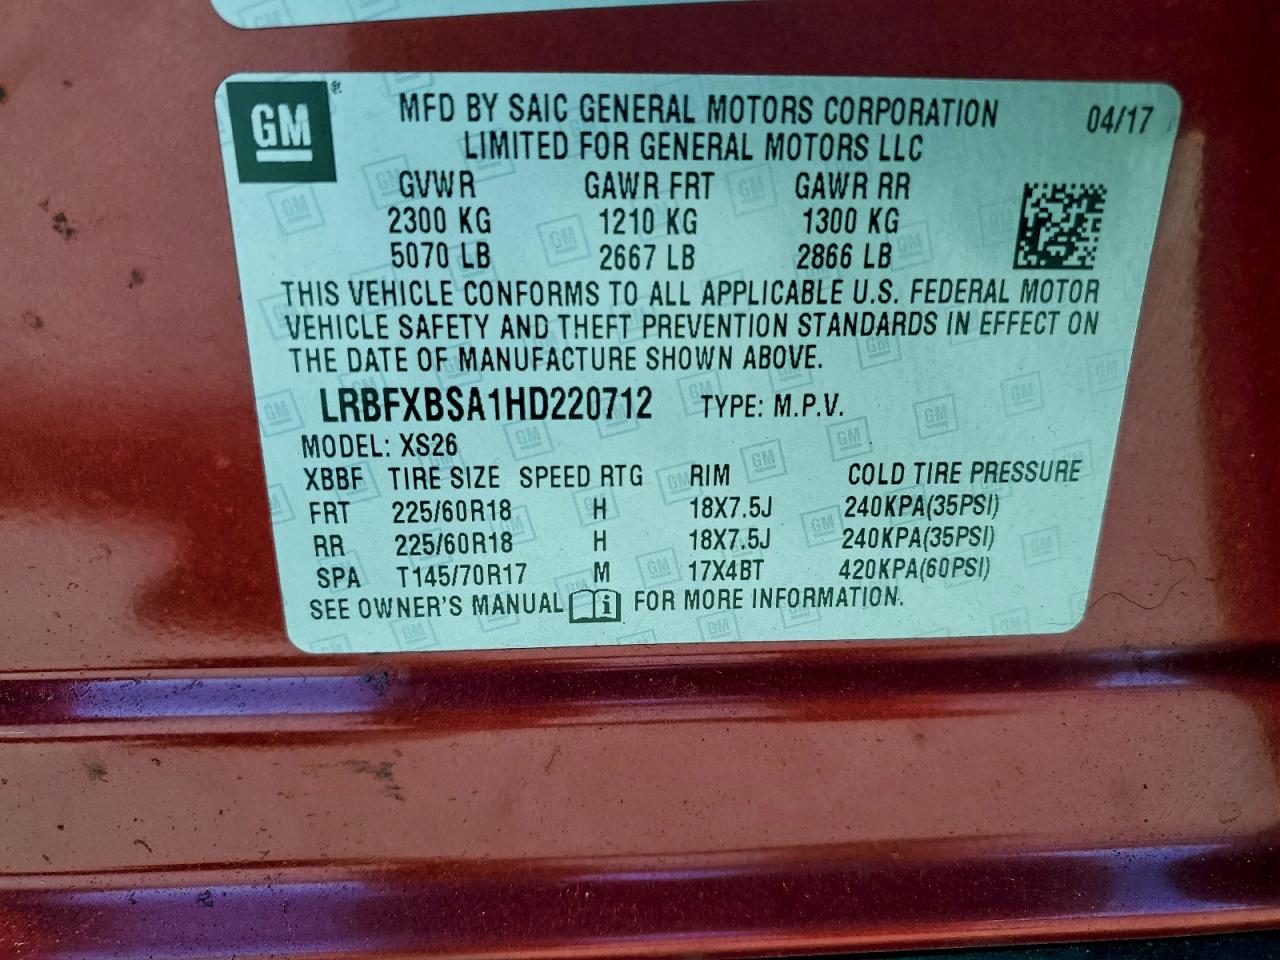 GM
MFD BY SAIC GENERAL MOTORS CORPORATION 04/17
LIMITED FOR GENERAL MOTORS LLC
GVWR GAWR FRT GAWR RR
2300 KG 1210 KG 1300 KG
5070 LB 2667 LB 2866 LB
THIS VEHICLE CONFORMS TO ALL APPLICABLE U.S. FEDERAL MOTOR
VEHICLE SAFETY AND THEFT PREVENTION STANDARDS IN EFFECT ON
THE DATE OF MANUFACTURE SHOWN ABOVE.
LRBFXBSA1HD220712 TYPE: M.P.V.
MODEL: XS26
XBBF TIRE SIZE SPEED RTG RIM COLD TIRE PRESSURE
FRT 225/60R18 H 18X7.5J 240KPA(35PSI)
RR 225/60R18 H 18X7.5J 240KPA(35PSI)
SPA T145/70R17 M 17X4BT 420KPA(60PSI)
SEE OWNER'S MANUAL i FOR MORE INFORMATION.